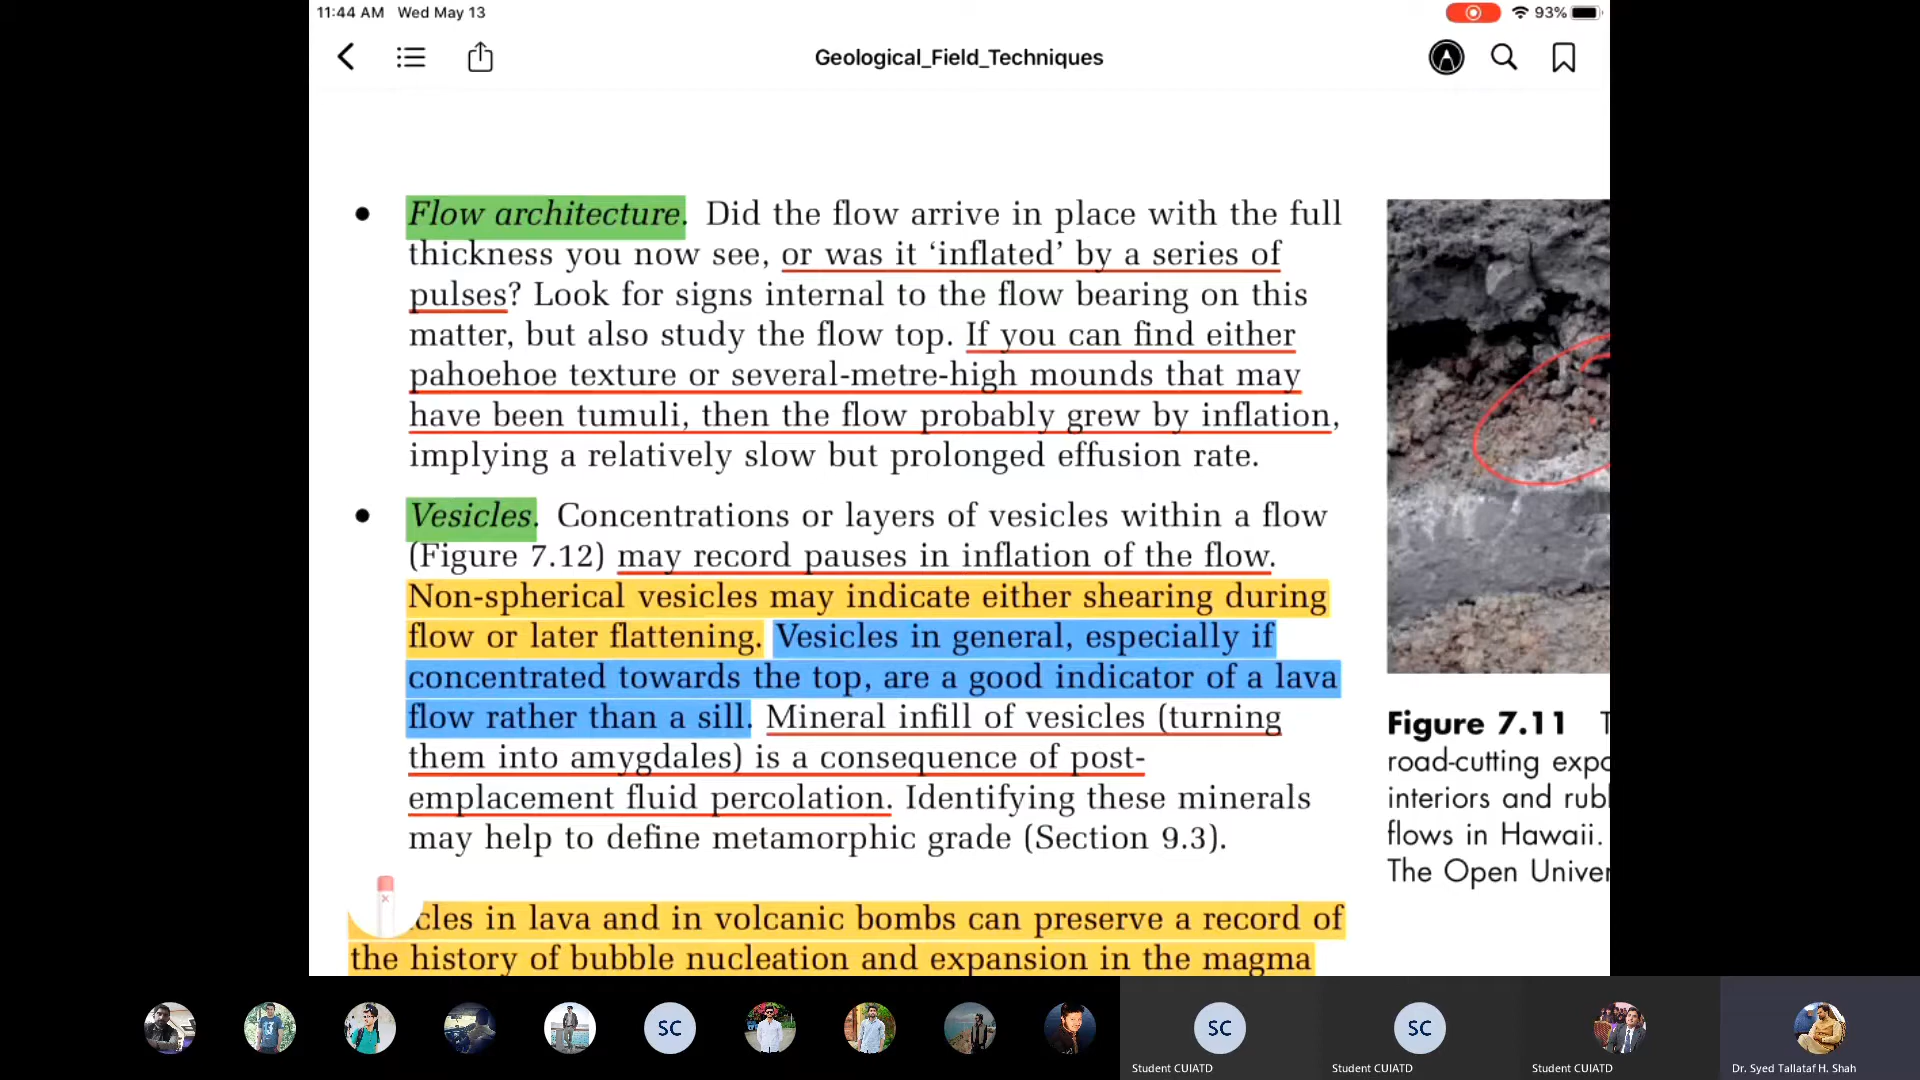 11:44 AM Wed May 13
93%
Geological_Field_Techniques
• Flow architecture. Did the flow arrive in place with the full
thickness you now see, or was it ‘inflated’ by a series of
pulses? Look for signs internal to the flow bearing on this
matter, but also study the flow top. If you can find either
pahoehoe texture or several-metre-high mounds that may
have been tumuli, then the flow probably grew by inflation,
implying a relatively slow but prolonged effusion rate.
• Vesicles. Concentrations or layers of vesicles within a flow
(Figure 7.12) may record pauses in inflation of the flow.
Non-spherical vesicles may indicate either shearing during
flow or later flattening. Vesicles in general, especially if
concentrated towards the top, are a good indicator of a lava
flow rather than a sill. Mineral infill of vesicles (turning
them into amygdales) is a consequence of post-
emplacement fluid percolation. Identifying these minerals
may help to define metamorphic grade (Section 9.3).
cles in lava and in volcanic bombs can preserve a record of
the history of bubble nucleation and expansion in the magma
Figure 7.11 T
road-cutting expo
interiors and rubl
flows in Hawaii.
The Open Univer
SC
SC
SC
Student CUIATD
Student CUIATD
Student CUIATD
Dr. Syed Tallataf H. Shah